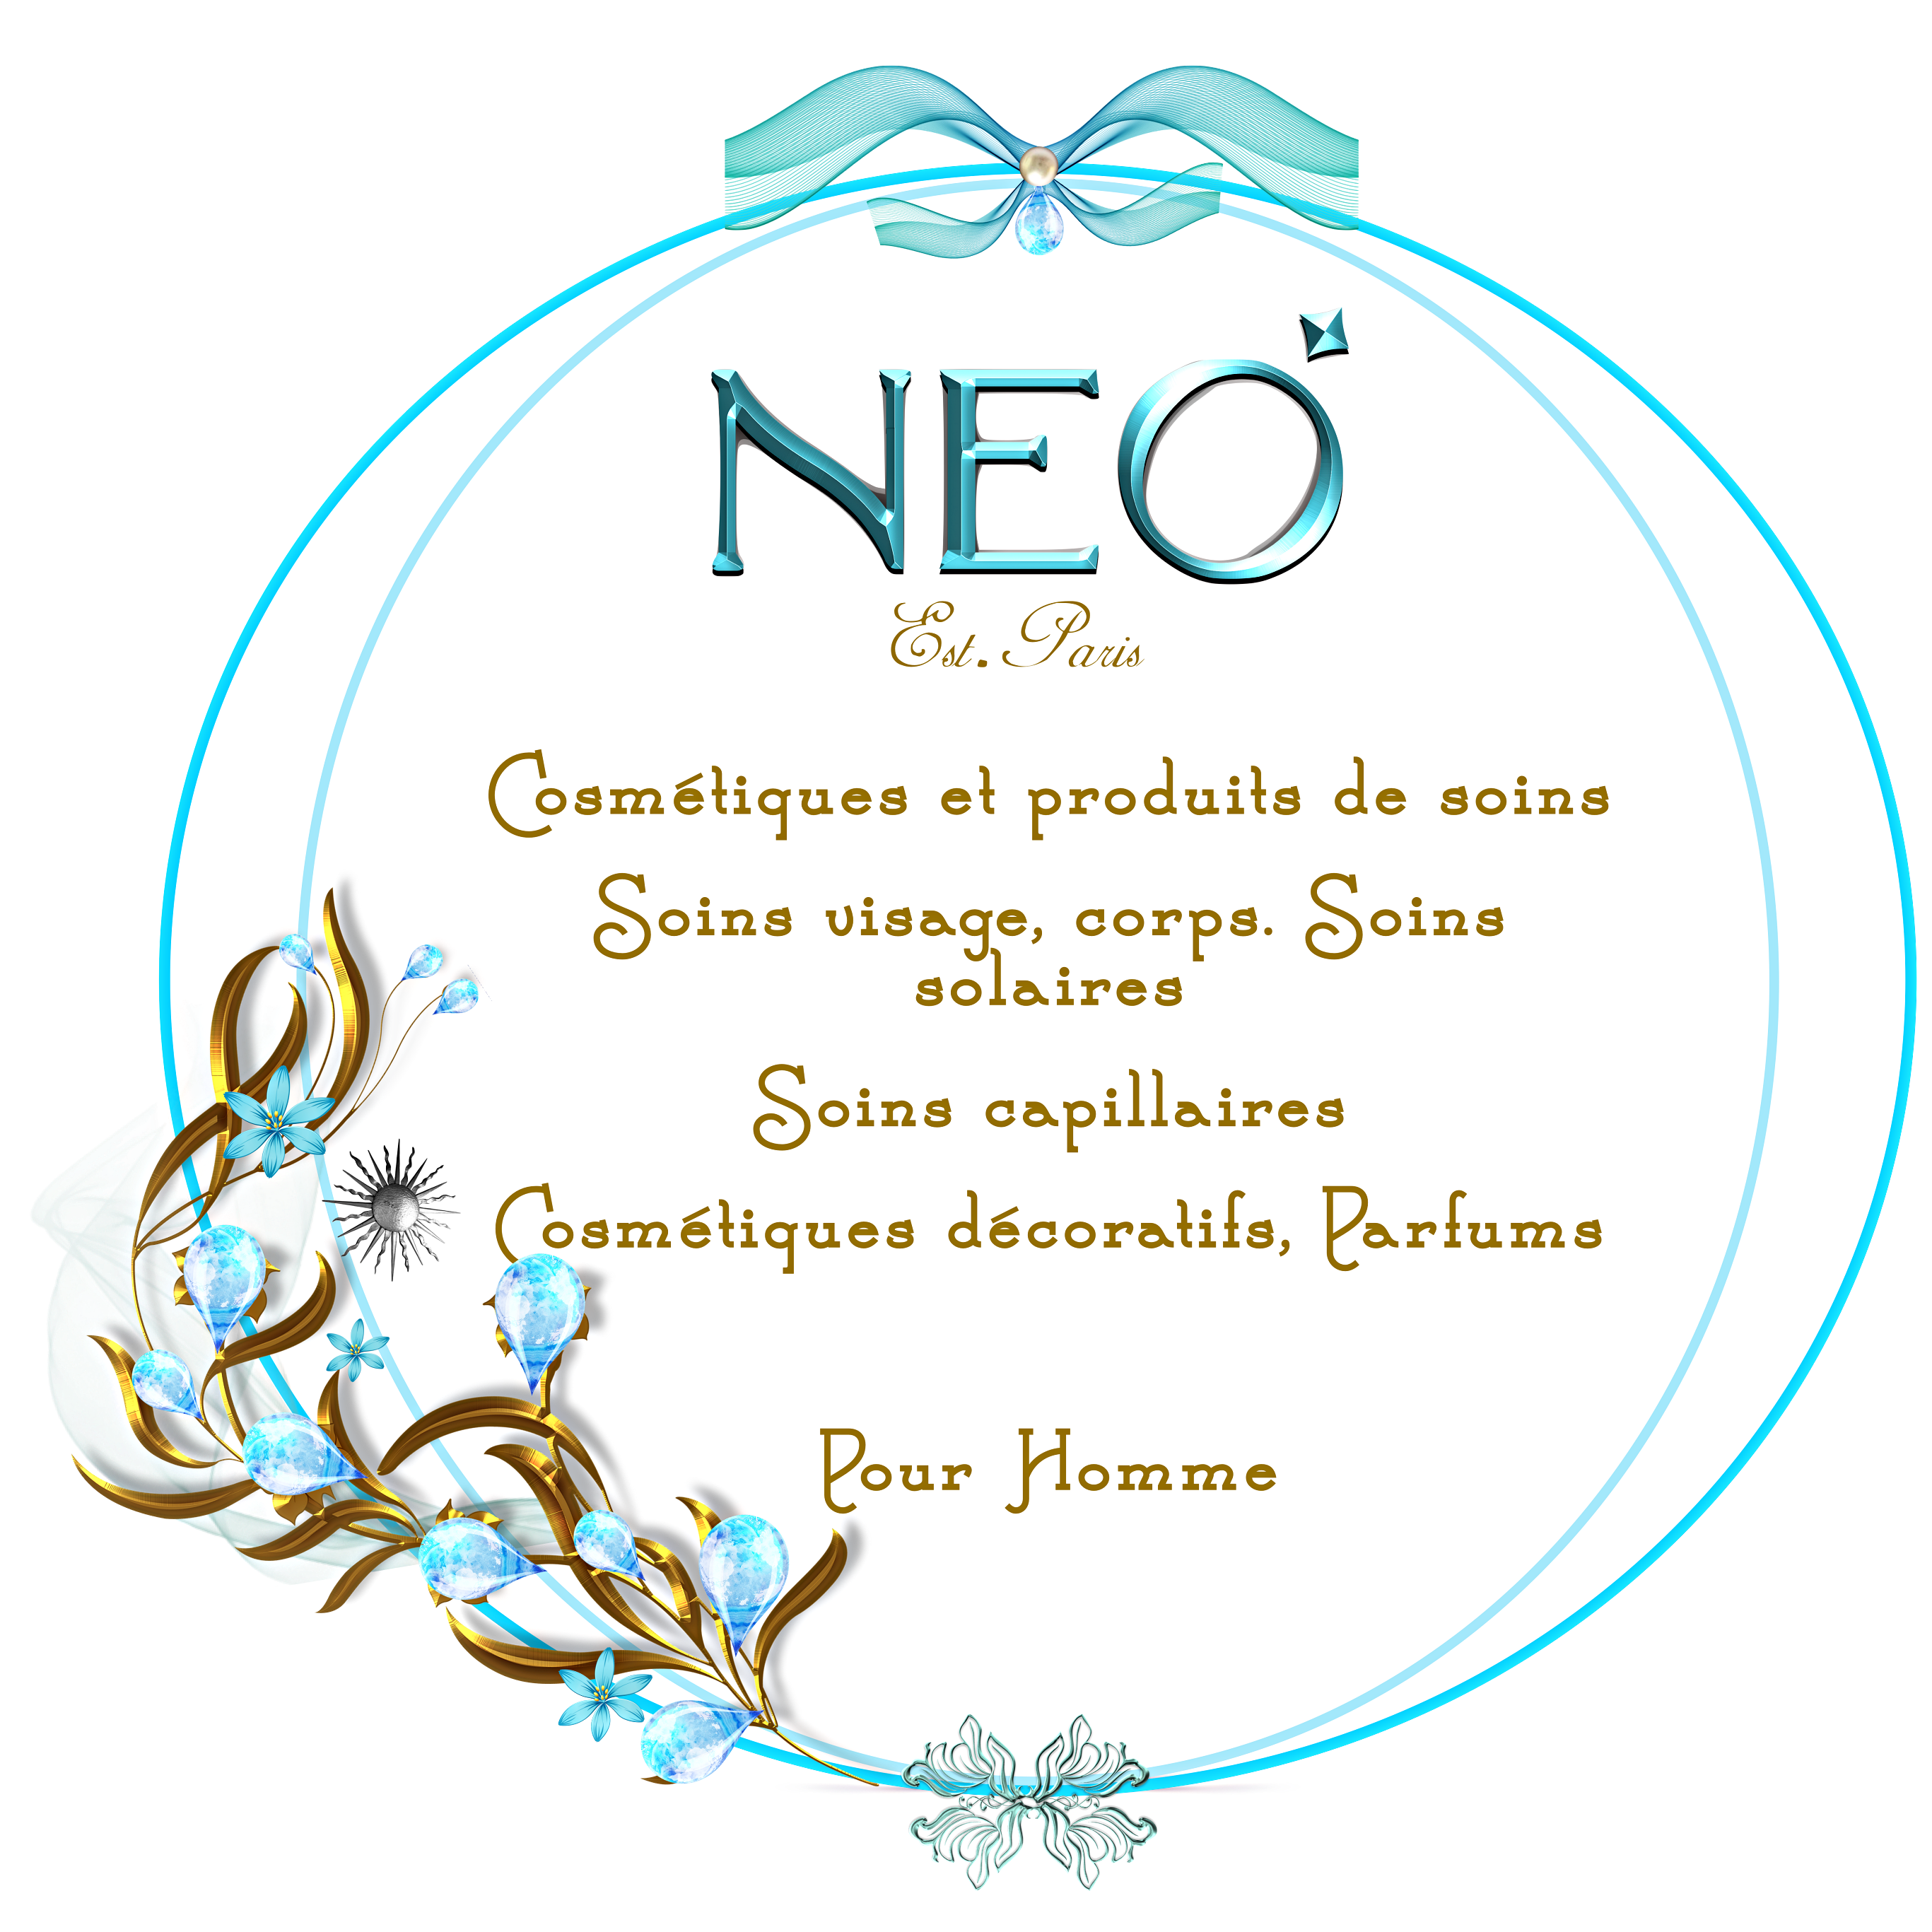 NEO
Est. Paris
Cosmétiques et produits de soins
Soins visage, corps. Soins
solaires
Soins capillaires
Cosmétiques décoratifs, Parfums
Pour Homme